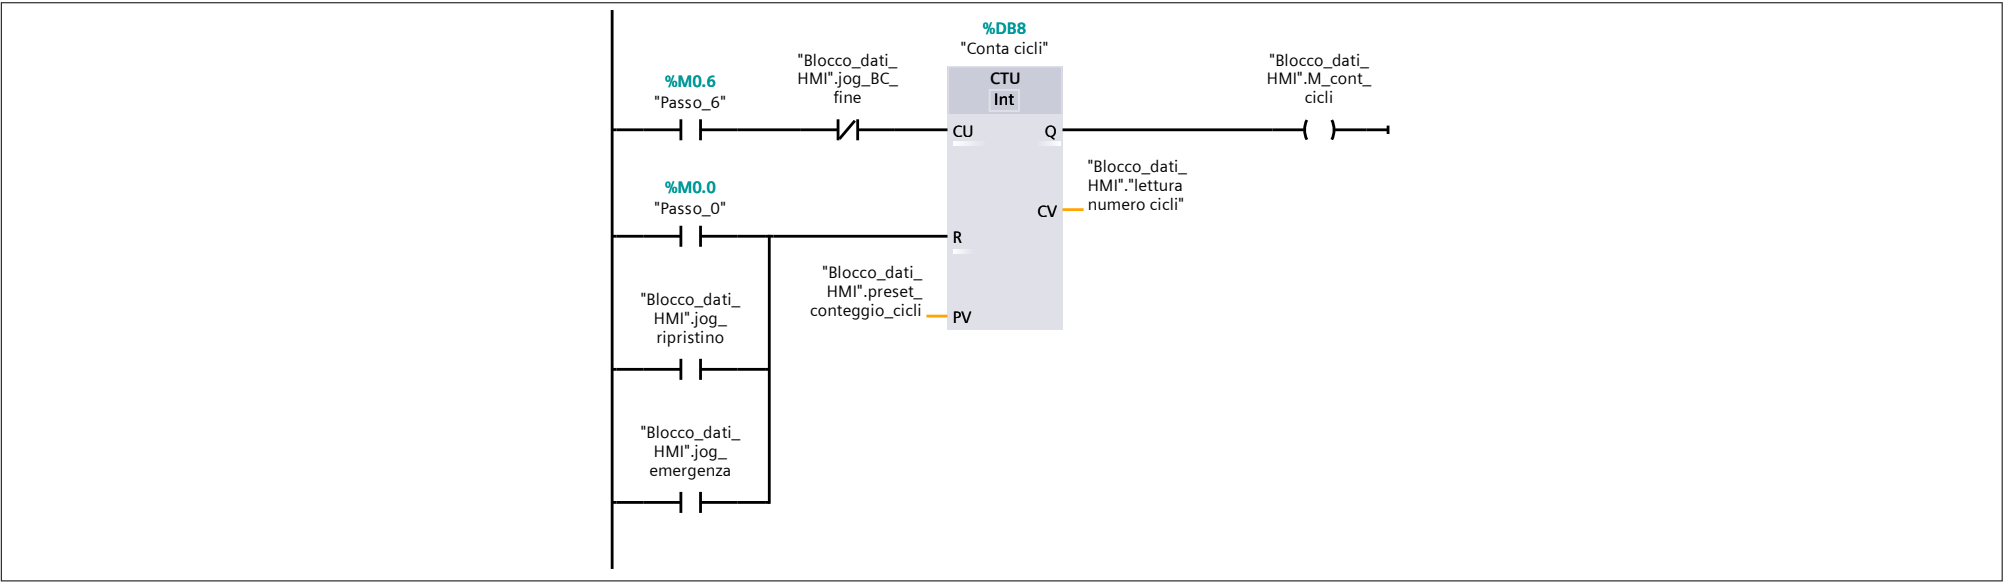 %DB8
"Conta cicli"
"Blocco_dati_
HMI".jog_BC_
fine
"Blocco_dati_
HMI".M_cont_
cicli
%M0.6
"Passo_6"
CTU
Int
CU
Q
"Blocco_dati_
HMI"."lettura
numero cicli"
CV
%M0.0
"Passo_0"
R
"Blocco_dati_
HMI".preset_
conteggio_cicli
PV
"Blocco_dati_
HMI".jog_
ripristino
"Blocco_dati_
HMI".jog_
emergenza